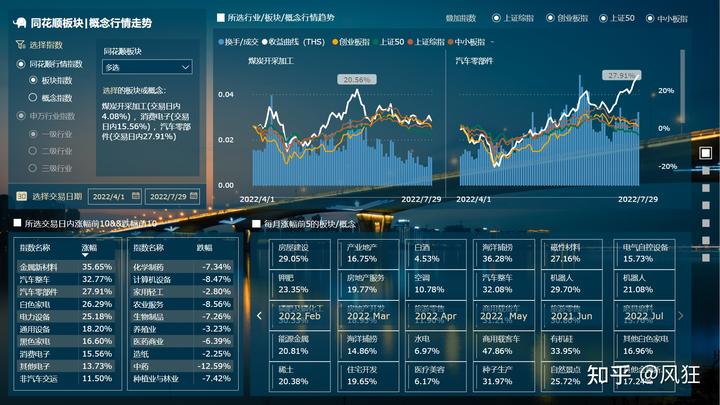 同花顺板块|概念行情走势
选择指数
同花顺行情指数
板块指数
概念指数
申万行业指数
一级行业
二级行业
三级行业
同花顺板块
多选
选择的板块或概念:
煤炭开采加工(交易日内
4.08%)，消费电子(交易
日内15.56%)，汽车零部
件(交易日内27.91%)
选择交易日期
2022/4/1
2022/7/29
所选行业/板块/概念行情趋势
叠加指数
上证综指
创业板指
上证50
中小板指
换手/成交
收益曲线 (THS)
创业板指
上证50
上证综指
中小板指
煤炭开采加工
20.56%
0.04
0.02
0.00
2022/4/1
2022/7/29
汽车零部件
27.91%
20%
0%
-20%
2022/4/1
2022/7/29
所选交易日内涨幅前10&跌幅前10
指数名称 涨幅
金属新材料 35.65%
汽车整车 32.77%
汽车零部件 27.91%
白色家电 26.29%
电力设备 25.18%
通用设备 18.20%
黑色家电 16.60%
消费电子 15.56%
其他电子 13.73%
非汽车交运 11.50%
指数名称 跌幅
化学制药 -7.34%
计算机设备 -8.47%
家用轻工 -2.80%
农业服务 -8.56%
生物制品 -7.26%
养殖业 -3.23%
医药商业 -6.39%
造纸 -2.25%
中药 -12.59%
种植业与林业 -7.42%
每月涨幅前5的板块/概念
房屋建设 产业地产 白酒 海洋捕捞 磁性材料 电气自控设备
29.05% 16.75% 4.53% 36.28% 27.16% 15.73%
钾肥 房地产服务 空调 汽车整车 机器人 机器人
23.35% 19.77% 10.78% 32.08% 29.70% 21.08%
2022 Feb 2022 Mar 2022 Apr 2022 May 2021 Jun 2022 Jul
能源金属 海洋捕捞 水电 商用载客车 有机硅 其他白色家电
20.81% 14.86% 6.97% 47.86% 33.95% 16.96%
稀土 住宅开发 医疗美容 种子生产 自然景点
20.38% 19.65% 6.17% 31.97% 25.72% 17.24%
知乎 @风狂